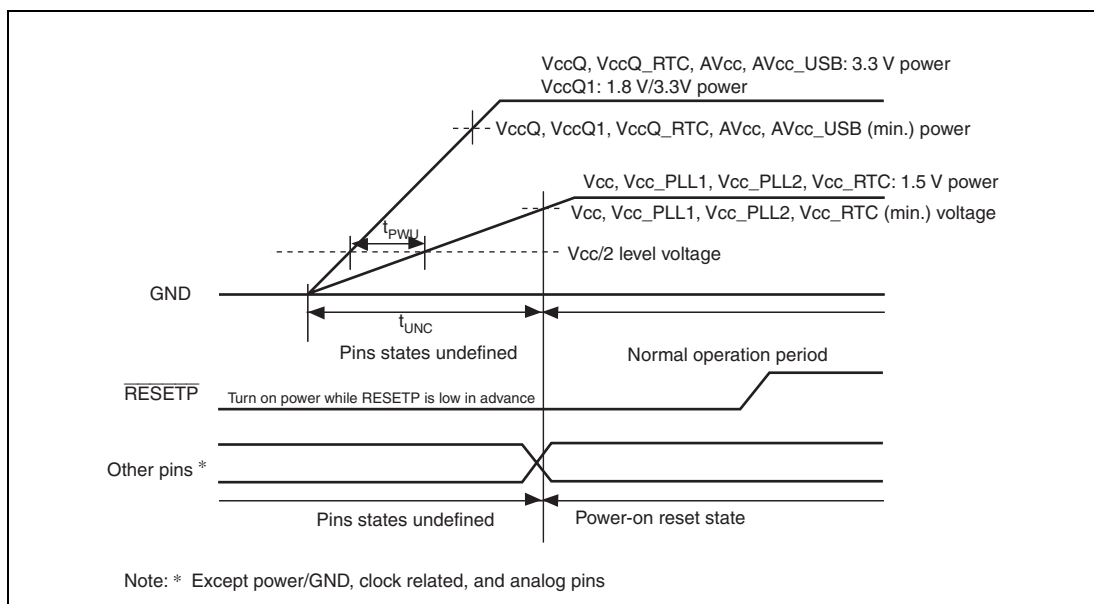 VccQ, VccQ_RTC, AVcc, AVcc_USB: 3.3 V power
VccQ1: 1.8 V/3.3V power
VccQ, VccQ1, VccQ_RTC, AVcc, AVcc_USB (min.) power
Vcc, Vcc_PLL1, Vcc_PLL2, Vcc_RTC: 1.5 V power
Vcc, Vcc_PLL1, Vcc_PLL2, Vcc_RTC (min.) voltage
tPWU
Vcc/2 level voltage
GND
tUNC
Pins states undefined
Normal operation period
RESETP
Turn on power while RESETP is low in advance
Other pins *
Pins states undefined
Power-on reset state
Note: * Except power/GND, clock related, and analog pins